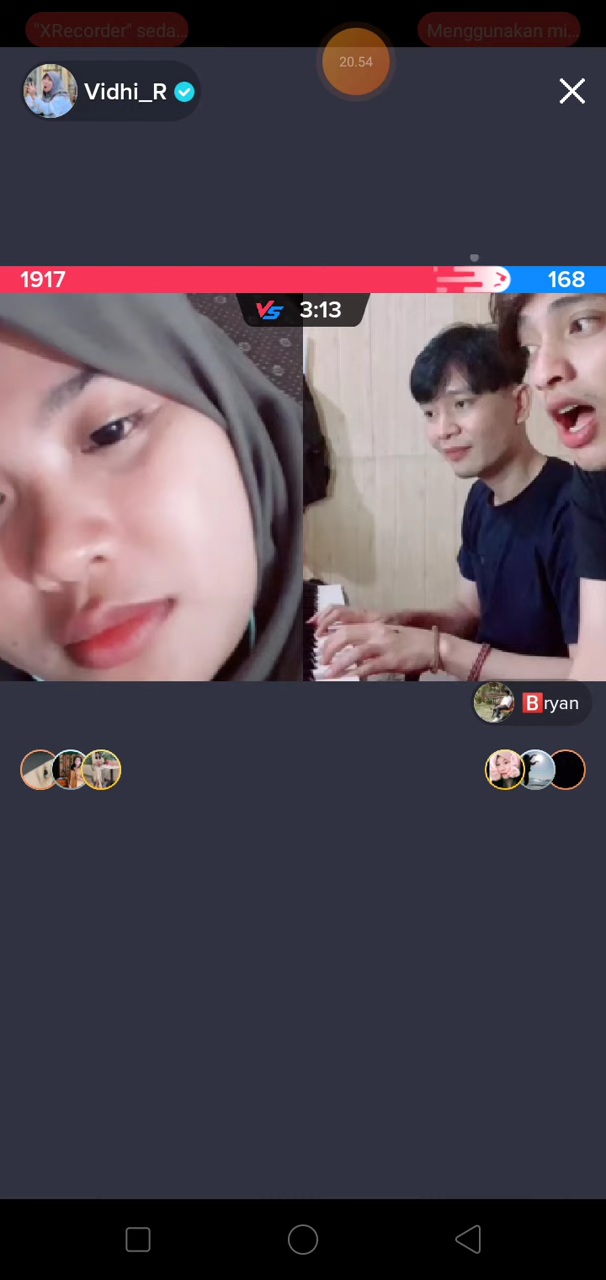 "XRecorder" seda...
Menggunakan mi...
20.54
Vidhi_R
1917
168
VS 3:13
Bryan